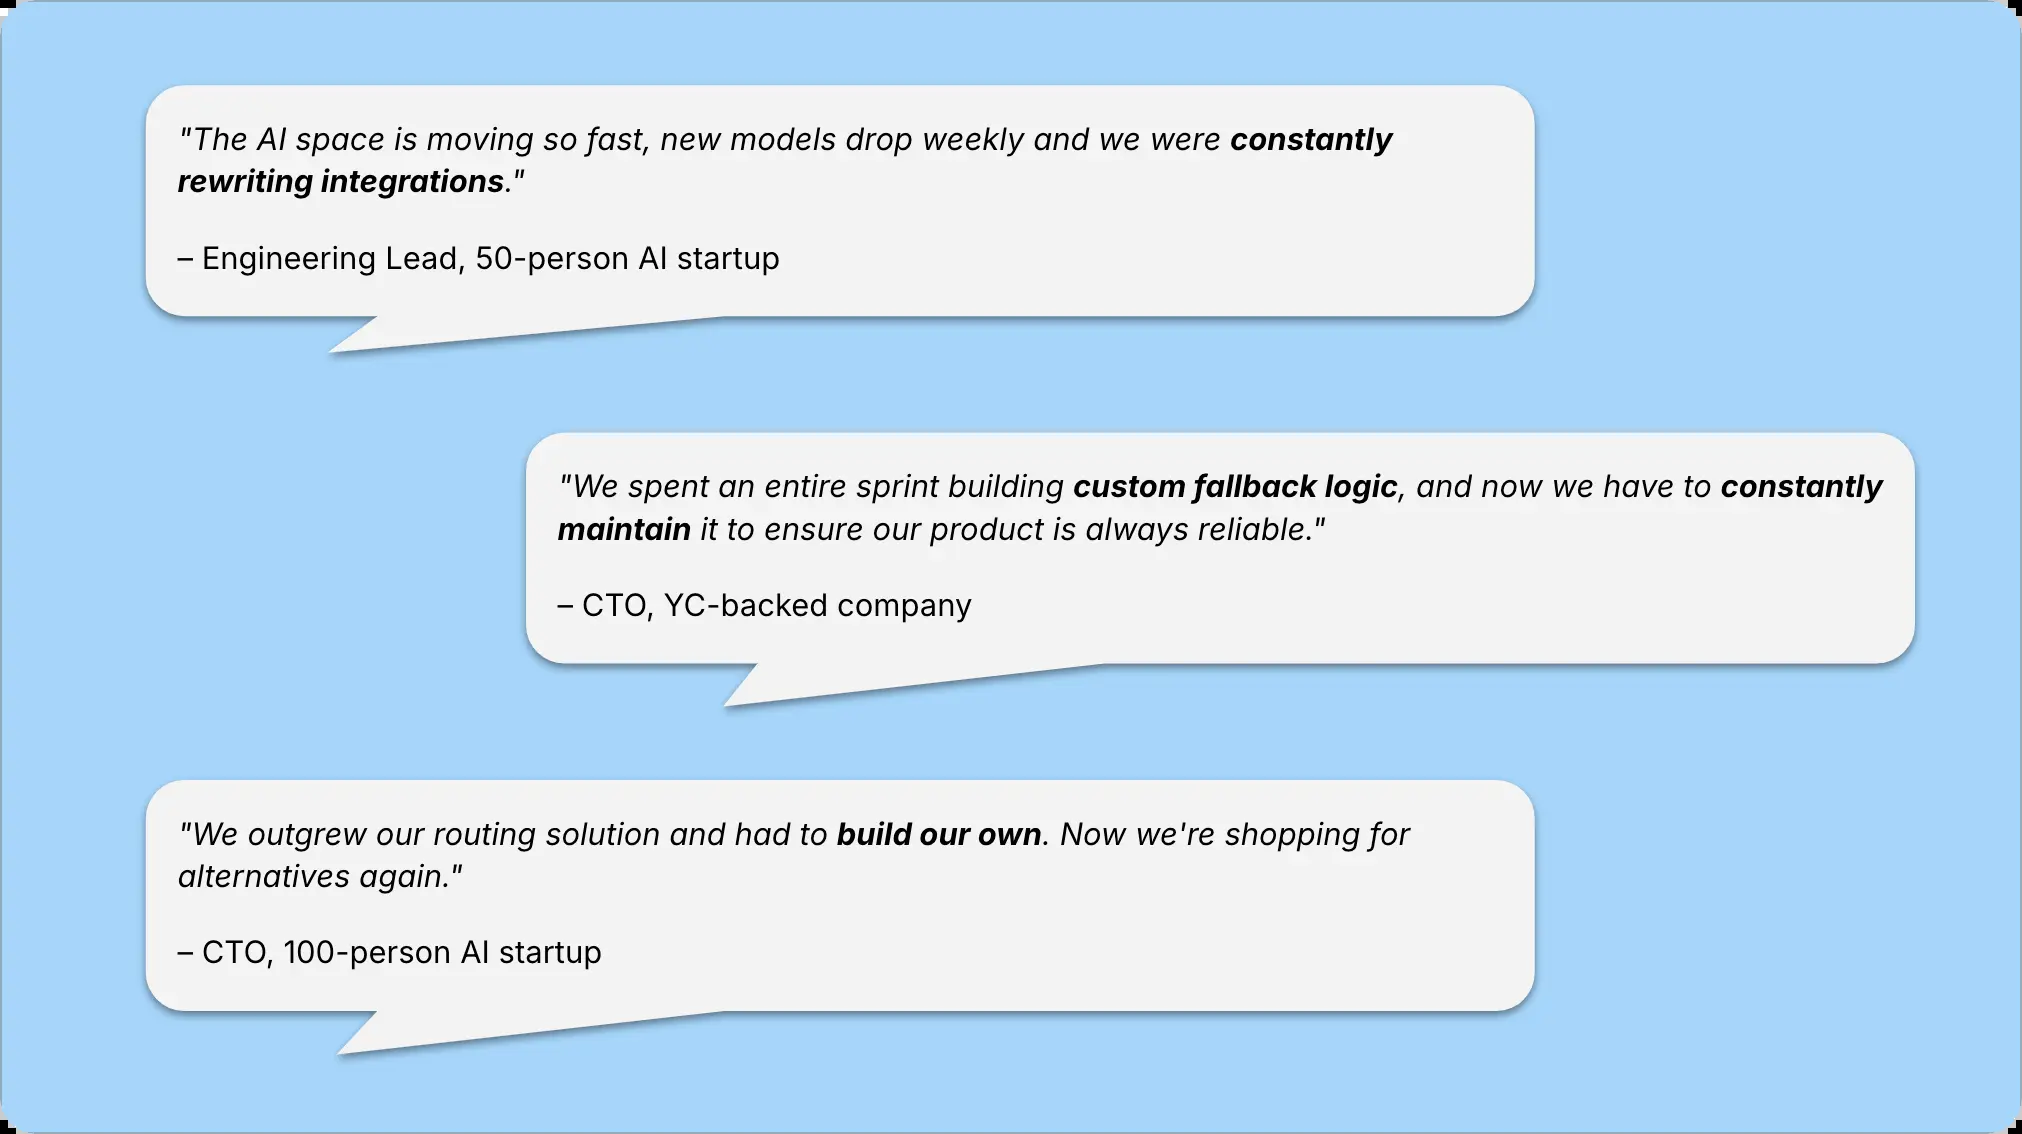 "The AI space is moving so fast, new models drop weekly and we were constantly
rewriting integrations."
– Engineering Lead, 50-person AI startup
"We spent an entire sprint building custom fallback logic, and now we have to constantly
maintain it to ensure our product is always reliable."
– CTO, YC-backed company
"We outgrew our routing solution and had to build our own. Now we're shopping for
alternatives again."
– CTO, 100-person AI startup